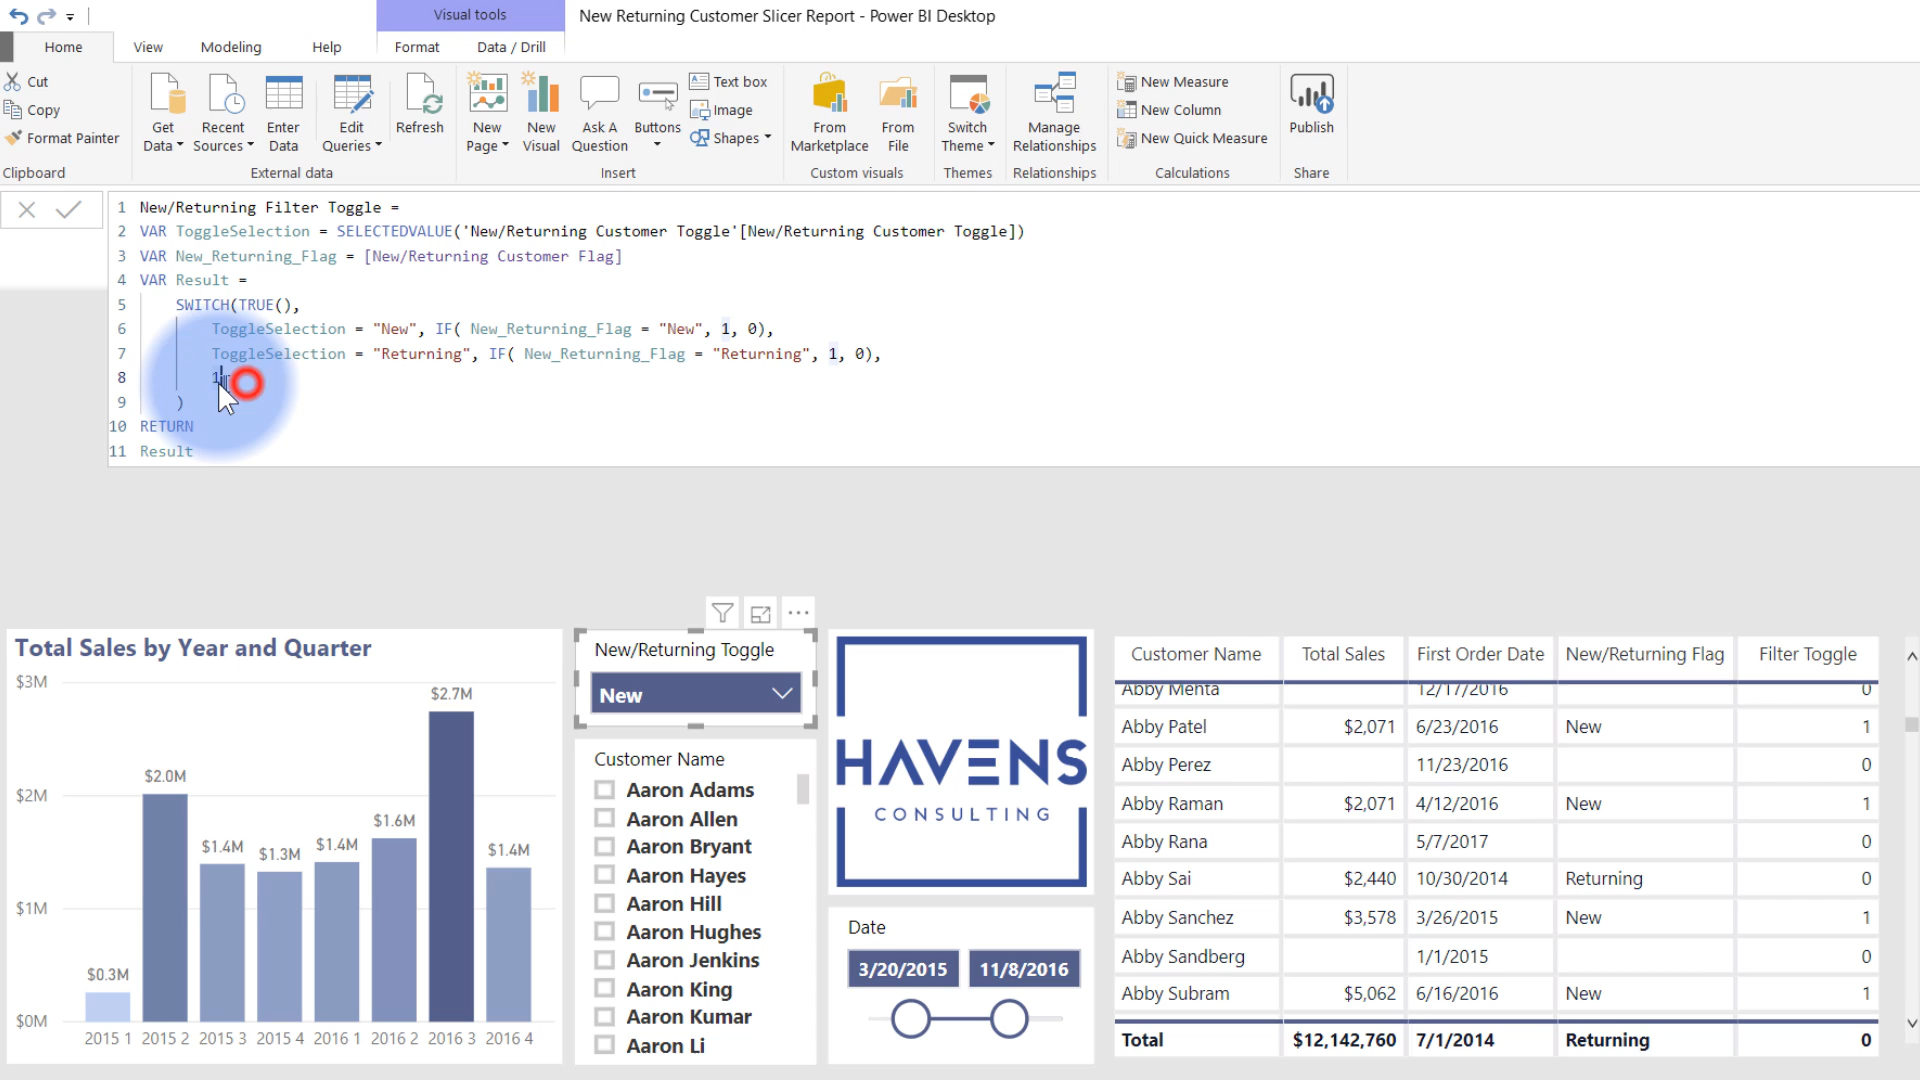 Visual tools
New Returning Customer Slicer Report - Power BI Desktop
Home View Modeling Help Format Data / Drill
Cut
Copy
Format Painter
Clipboard
Get Data
Recent Sources
Enter Data
Edit Queries
Refresh
External data
New Page
New Visual
Ask A Question
Buttons
Text box
Image
Shapes
Insert
From Marketplace
From File
Custom visuals
Switch Theme
Themes
Manage Relationships
Relationships
New Measure
New Column
New Quick Measure
Calculations
Publish
Share
1 New/Returning Filter Toggle =
2 VAR ToggleSelection = SELECTEDVALUE('New/Returning Customer Toggle'[New/Returning Customer Toggle])
3 VAR New_Returning_Flag = [New/Returning Customer Flag]
4 VAR Result =
5 SWITCH(TRUE(),
6 ToggleSelection = "New", IF( New_Returning_Flag = "New", 1, 0),
7 ToggleSelection = "Returning", IF( New_Returning_Flag = "Returning", 1, 0),
8 1
9 )
10 RETURN
11 Result
Total Sales by Year and Quarter
$3M
$2M
$1M
$0M
$0.3M
$2.0M
$1.4M
$1.3M
$1.4M
$1.6M
$2.7M
$1.4M
2015 1 2015 2 2015 3 2015 4 2016 1 2016 2 2016 3 2016 4
New/Returning Toggle
New
Customer Name
Aaron Adams
Aaron Allen
Aaron Bryant
Aaron Hayes
Aaron Hill
Aaron Hughes
Aaron Jenkins
Aaron King
Aaron Kumar
Aaron Li
HAVENS
CONSULTING
Date
3/20/2015 11/8/2016
Customer Name Total Sales First Order Date New/Returning Flag Filter Toggle
Abby Menta 12/17/2016 0
Abby Patel $2,071 6/23/2016 New 1
Abby Perez 11/23/2016 0
Abby Raman $2,071 4/12/2016 New 1
Abby Rana 5/7/2017 0
Abby Sai $2,440 10/30/2014 Returning 0
Abby Sanchez $3,578 3/26/2015 New 1
Abby Sandberg 1/1/2015 0
Abby Subram $5,062 6/16/2016 New 1
Total $12,142,760 7/1/2014 Returning 0